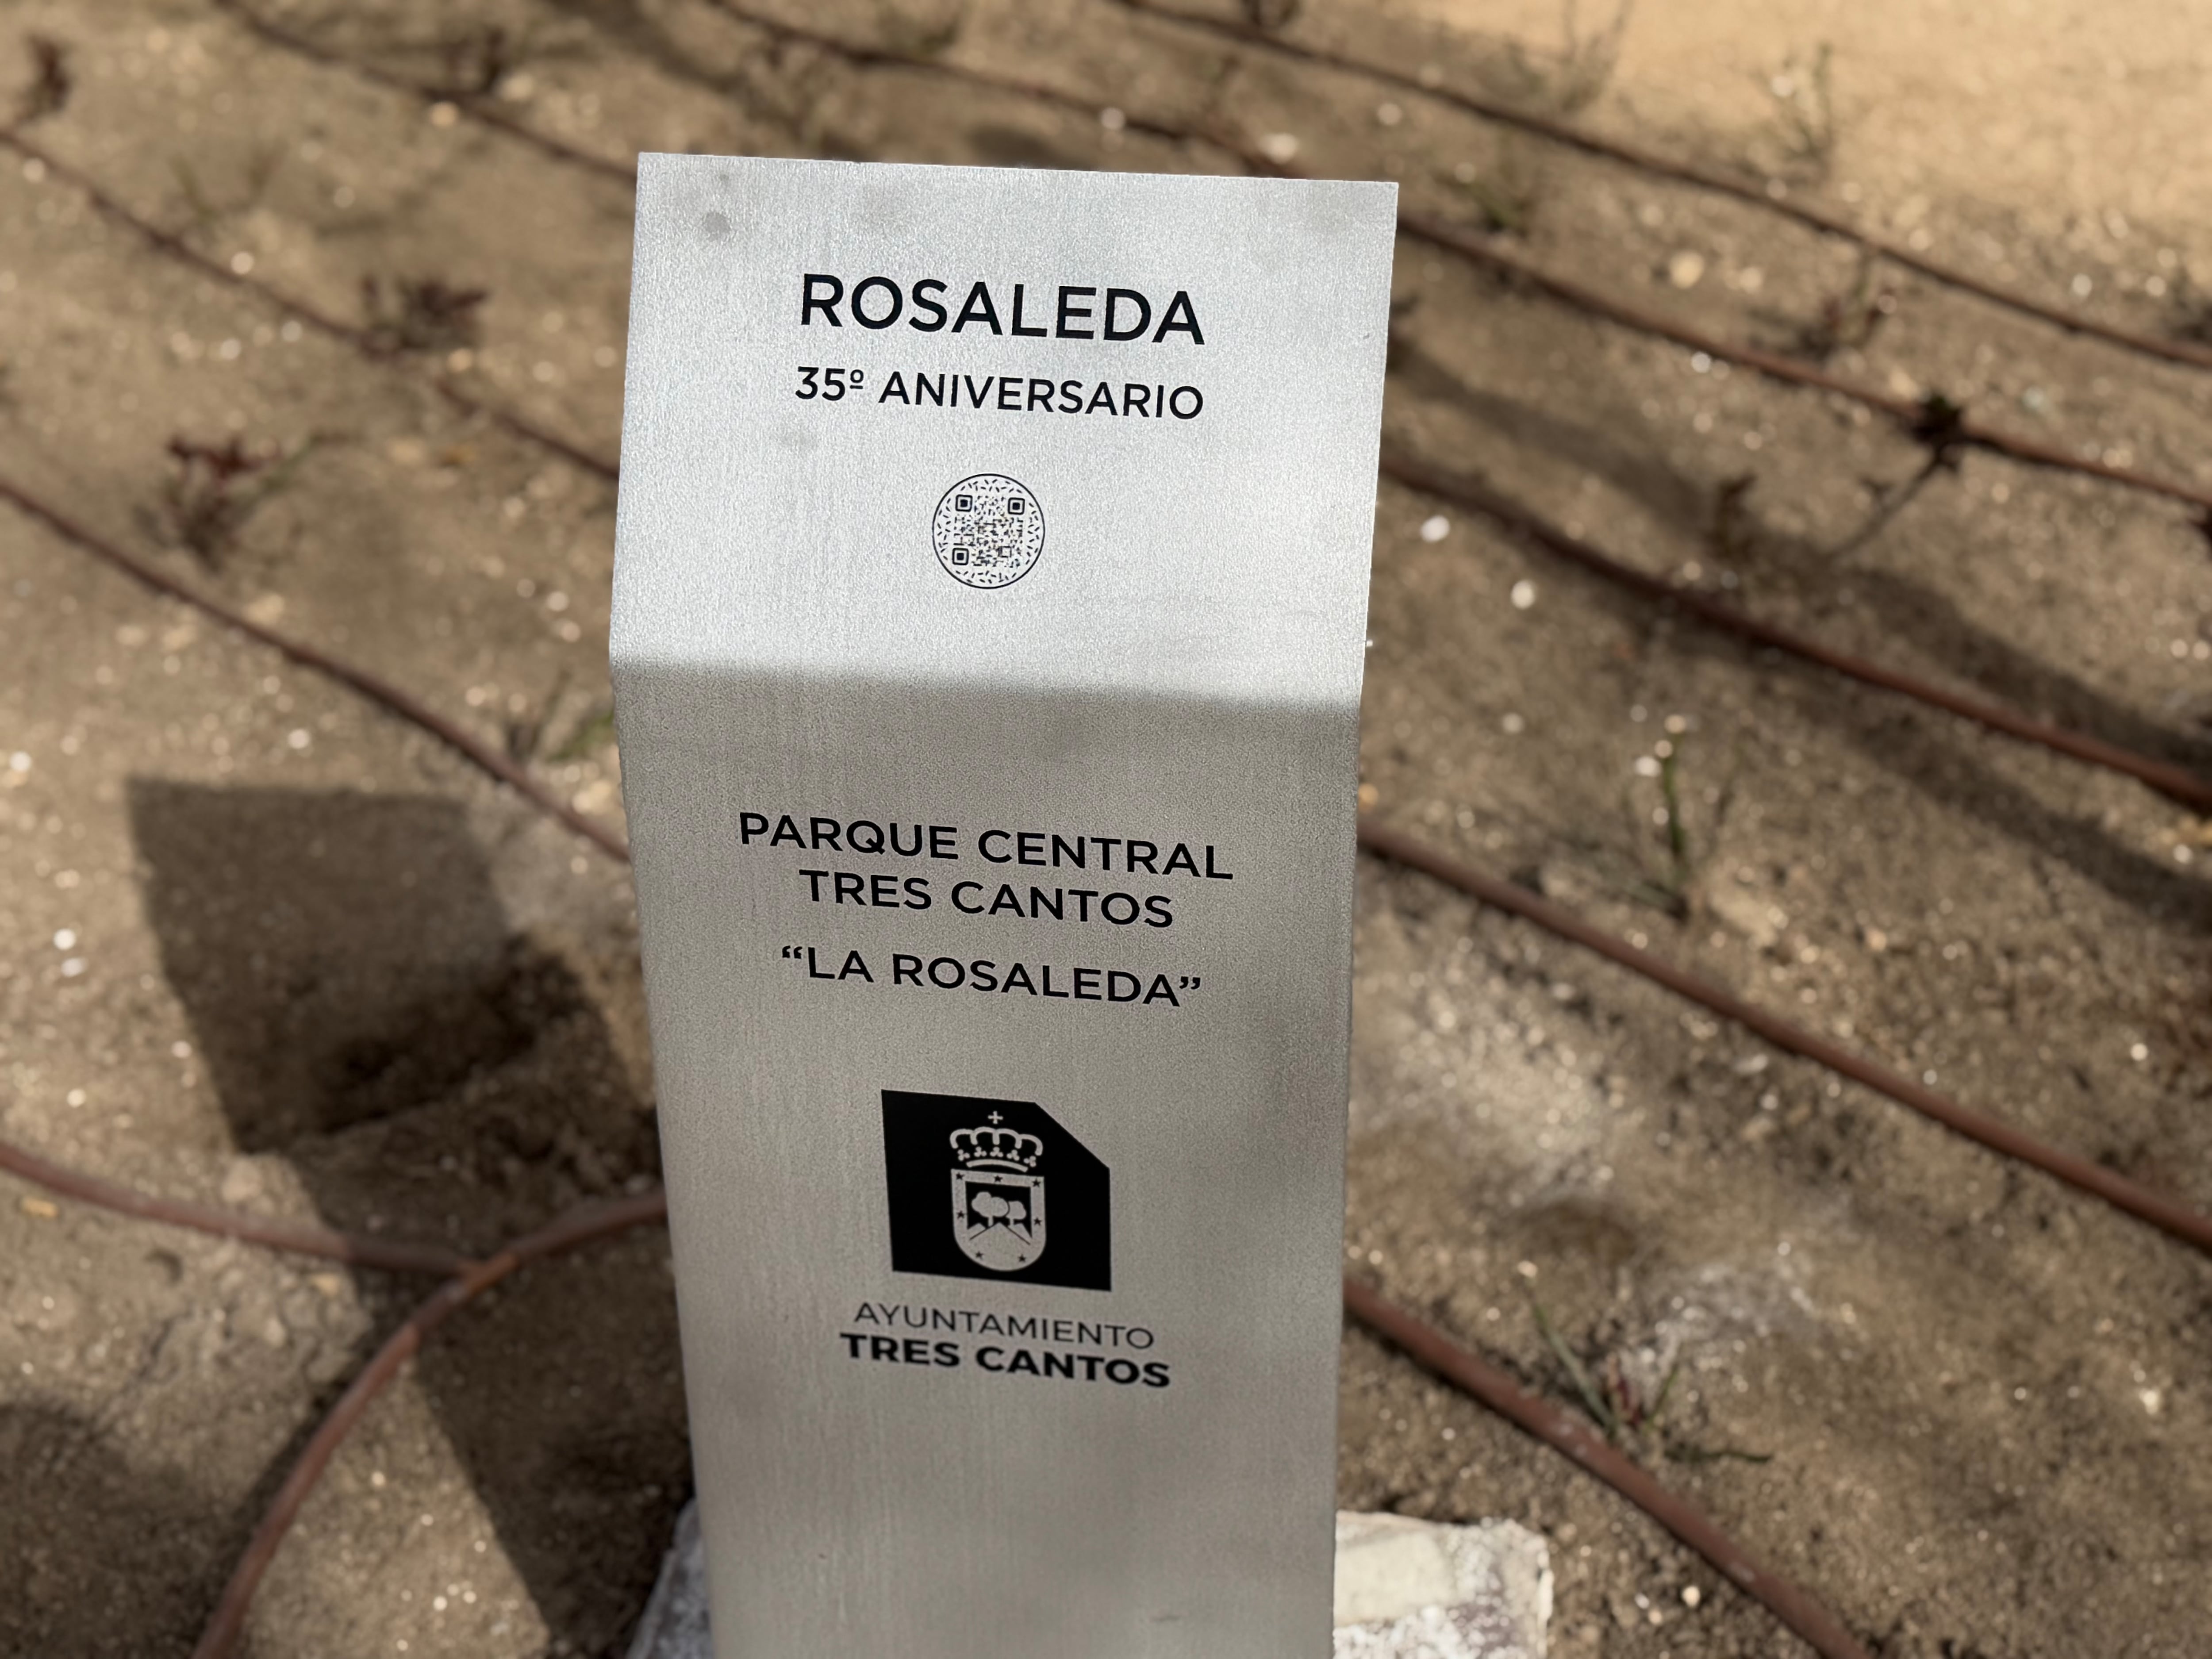 ROSALEDA
35º ANIVERSARIO
PARQUE CENTRAL
TRES CANTOS
“LA ROSALEDA”
AYUNTAMIENTO
TRES CANTOS